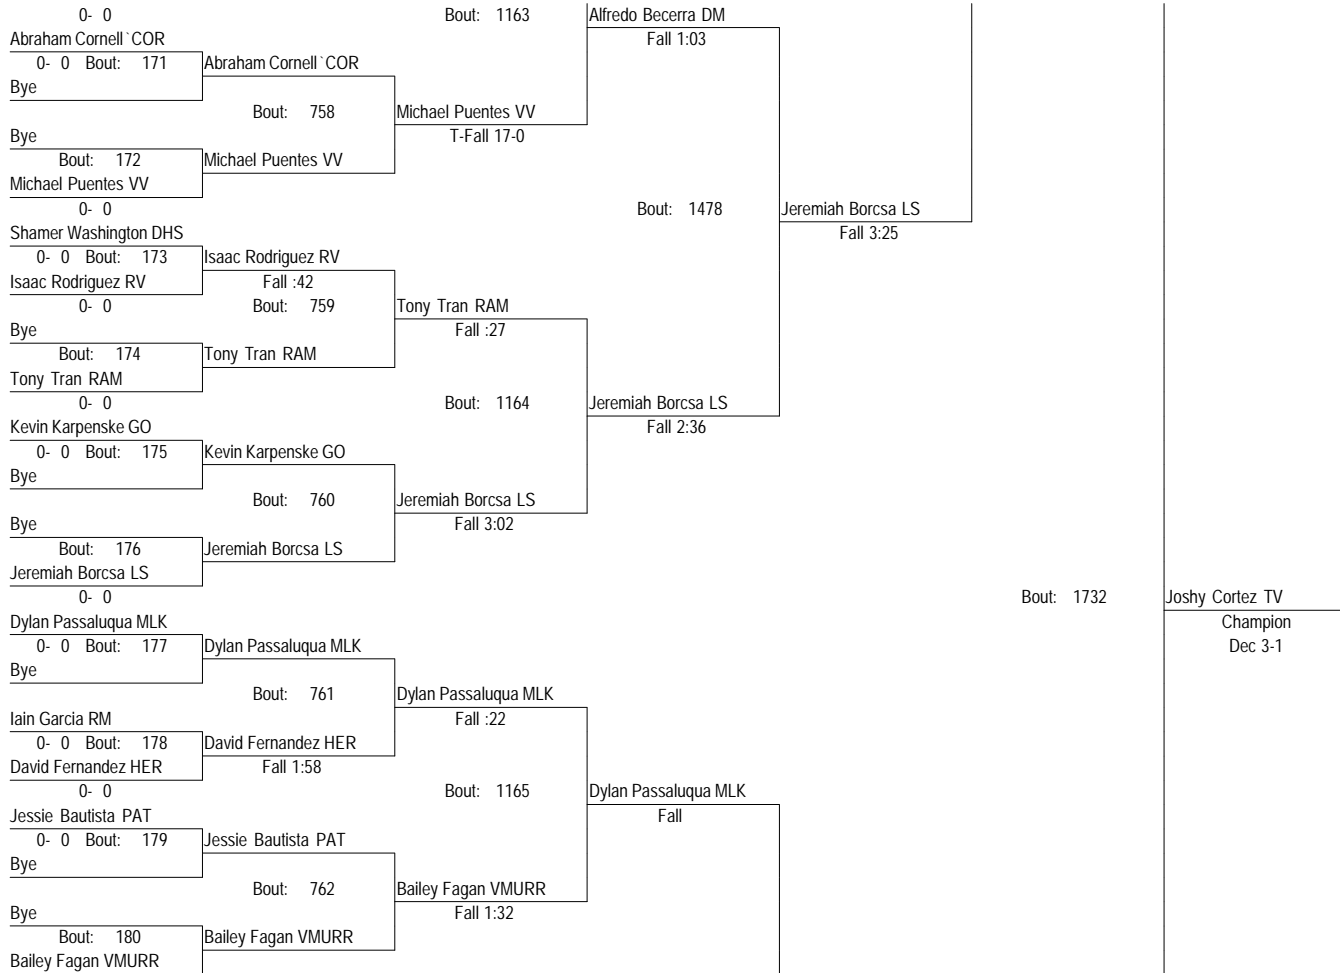 0- 0
Bout: 1163
Alfredo Becerra DM
Abraham Cornell `COR
Fall 1:03
0- 0 Bout: 171
Abraham Cornell `COR
Bye
Bout: 758
Michael Puentes VV
Bye
T-Fall 17-0
Bout: 172
Michael Puentes VV
Michael Puentes VV
0- 0
Bout: 1478
Jeremiah Borcsa LS
Shamer Washington DHS
Fall 3:25
0- 0 Bout: 173
Isaac Rodriguez RV
Isaac Rodriguez RV
Fall :42
0- 0
Bout: 759
Tony Tran RAM
Bye
Fall :27
Bout: 174
Tony Tran RAM
Tony Tran RAM
0- 0
Bout: 1164
Jeremiah Borcsa LS
Kevin Karpenske GO
Fall 2:36
0- 0 Bout: 175
Kevin Karpenske GO
Bye
Bout: 760
Jeremiah Borcsa LS
Bye
Fall 3:02
Bout: 176
Jeremiah Borcsa LS
Jeremiah Borcsa LS
0- 0
Bout: 1732
Joshy Cortez TV
Dylan Passaluqua MLK
Champion
0- 0 Bout: 177
Dylan Passaluqua MLK
Dec 3-1
Bye
Bout: 761
Dylan Passaluqua MLK
Iain Garcia RM
Fall :22
0- 0 Bout: 178
David Fernandez HER
David Fernandez HER
Fall 1:58
0- 0
Bout: 1165
Dylan Passaluqua MLK
Jessie Bautista PAT
Fall
0- 0 Bout: 179
Jessie Bautista PAT
Bye
Bout: 762
Bailey Fagan VMURR
Bye
Fall 1:32
Bout: 180
Bailey Fagan VMURR
Bailey Fagan VMURR